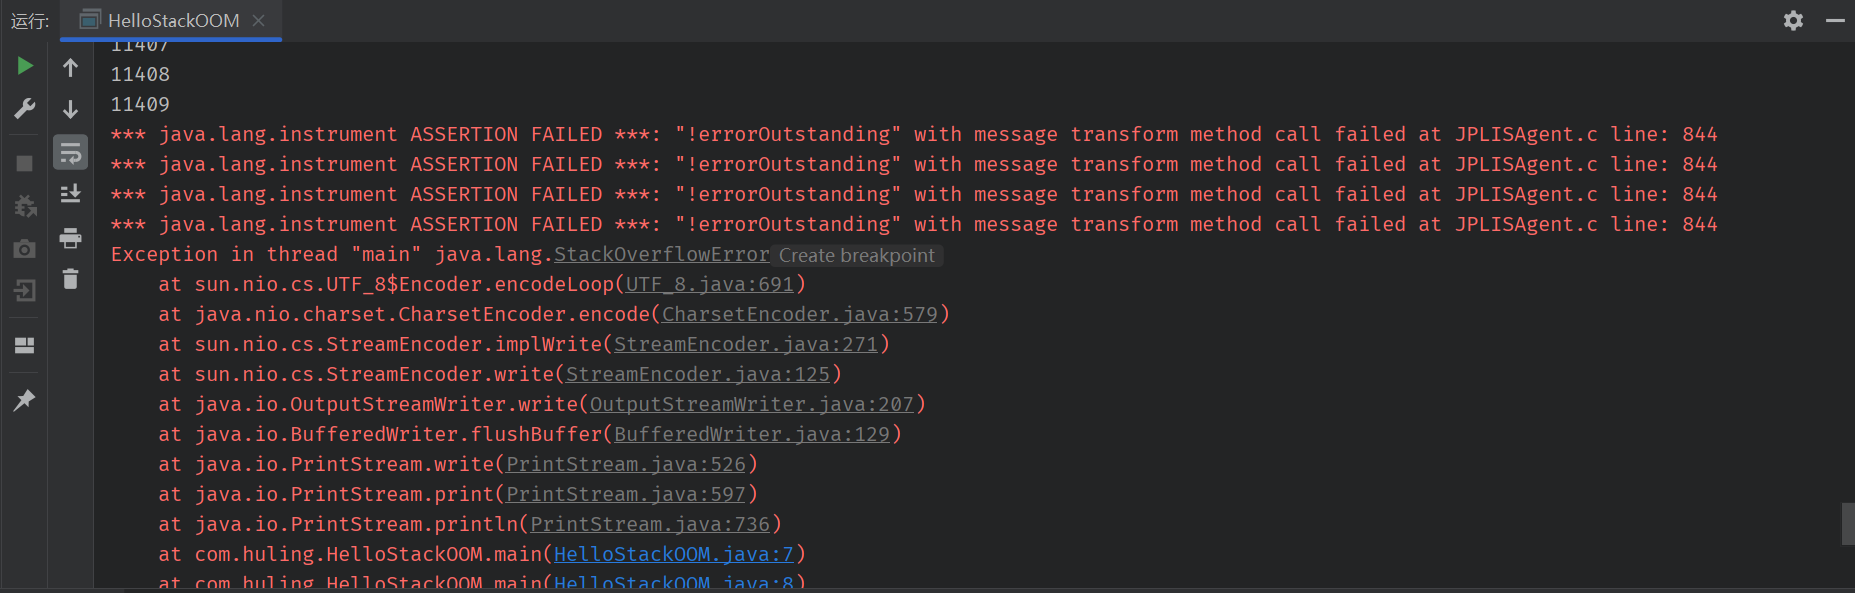 运行: HelloStackOOM
11407
11408
11409
*** java.lang.instrument ASSERTION FAILED ***: "!errorOutstanding" with message transform method call failed at JPLISAgent.c line: 844
*** java.lang.instrument ASSERTION FAILED ***: "!errorOutstanding" with message transform method call failed at JPLISAgent.c line: 844
*** java.lang.instrument ASSERTION FAILED ***: "!errorOutstanding" with message transform method call failed at JPLISAgent.c line: 844
*** java.lang.instrument ASSERTION FAILED ***: "!errorOutstanding" with message transform method call failed at JPLISAgent.c line: 844
Exception in thread "main" java.lang.StackOverflowError Create breakpoint
at sun.nio.cs.UTF_8$Encoder.encodeLoop(UTF_8.java:691)
at java.nio.charset.CharsetEncoder.encode(CharsetEncoder.java:579)
at sun.nio.cs.StreamEncoder.implWrite(StreamEncoder.java:271)
at sun.nio.cs.StreamEncoder.write(StreamEncoder.java:125)
at java.io.OutputStreamWriter.write(OutputStreamWriter.java:207)
at java.io.BufferedWriter.flushBuffer(BufferedWriter.java:129)
at java.io.PrintStream.write(PrintStream.java:526)
at java.io.PrintStream.print(PrintStream.java:597)
at java.io.PrintStream.println(PrintStream.java:736)
at com.huling.HelloStackOOM.main(HelloStackOOM.java:7)
at com.huling.HelloStackOOM.main(HelloStackOOM.java:8)